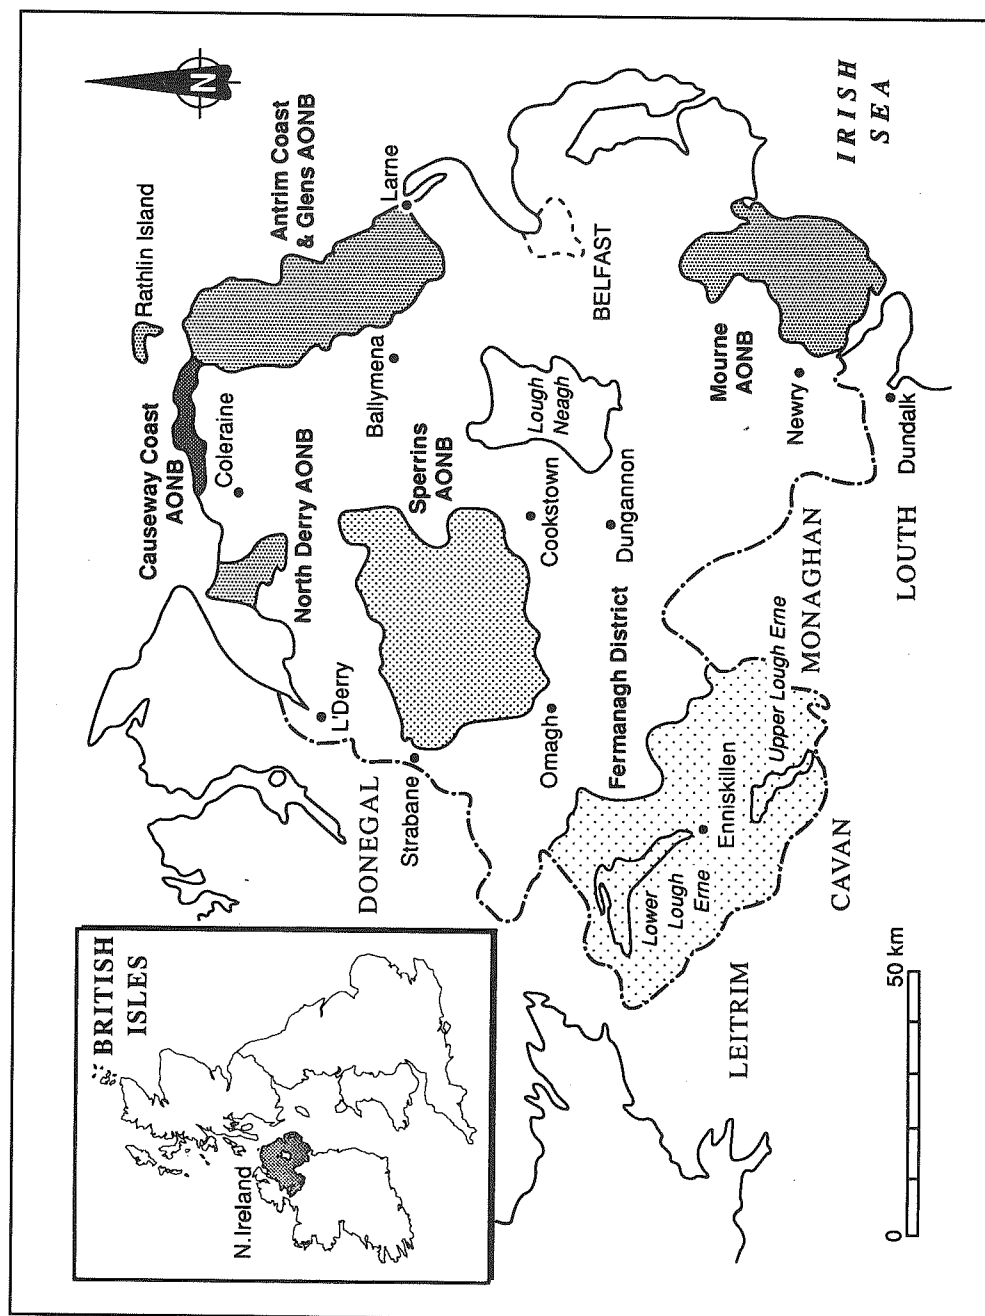 BRITISH
ISLES
N.Ireland
N
Rathlin Island
Causeway Coast
AONB
Antrim Coast
& Glens AONB
Coleraine
North Derry AONB
Larne
L'Derry
Ballymena
DONEGAL
Strabane
Sperrins
AONB
Lough
Neagh
Cookstown
Omagh
BELFAST
Dungannon
Fermanagh District
Lower
Lough
Erne
Enniskillen
Upper Lough Erne
Mourne
AONB
Newry
MONAGHAN
IRISH
SEA
LEITRIM
CAVAN
LOUTH
Dundalk
0
50 km